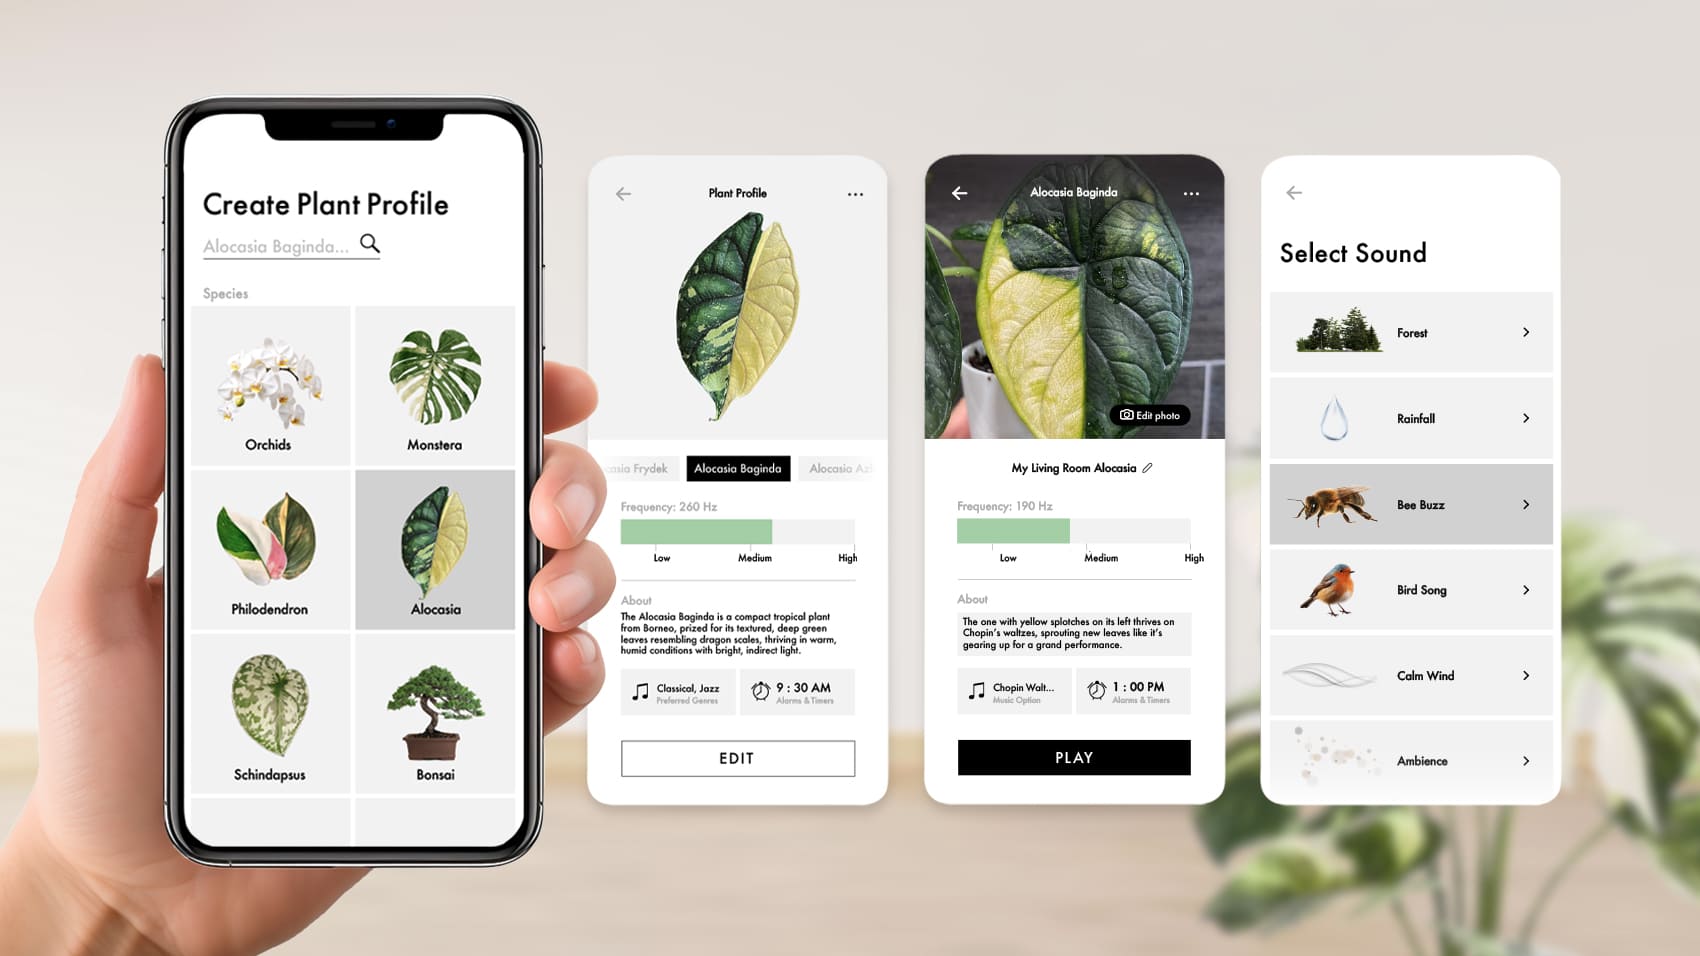 Create Plant Profile
Alocasia Baginda...
Species
Orchids
Monstera
Philodendron
Alocasia
Schindapsus
Bonsai
Plant Profile
Frydek
Alocasia Baginda
Alocasia
Frequency: 260 Hz
Low
Medium
High
About
The Alocasia Baginda is a compact tropical plant
from Borneo, prized for its textured, deep green
leaves resembling dragon scales, thriving in warm,
humid conditions with bright, indirect light.
Classical, Jazz
Preferred Genres
9 : 30 AM
Alarms & Timers
EDIT
Alocasia Baginda
Edit photo
My Living Room Alocasia
Frequency: 190 Hz
Low
Medium
High
About
The one with yellow splotches on its left thrives on
Chopin's waltzes, sprouting new leaves like it's
gearing up for a grand performance.
Chopin Walt...
Music Option
1 : 00 PM
Alarms & Timers
PLAY
Select Sound
Forest
Rainfall
Bee Buzz
Bird Song
Calm Wind
Ambience